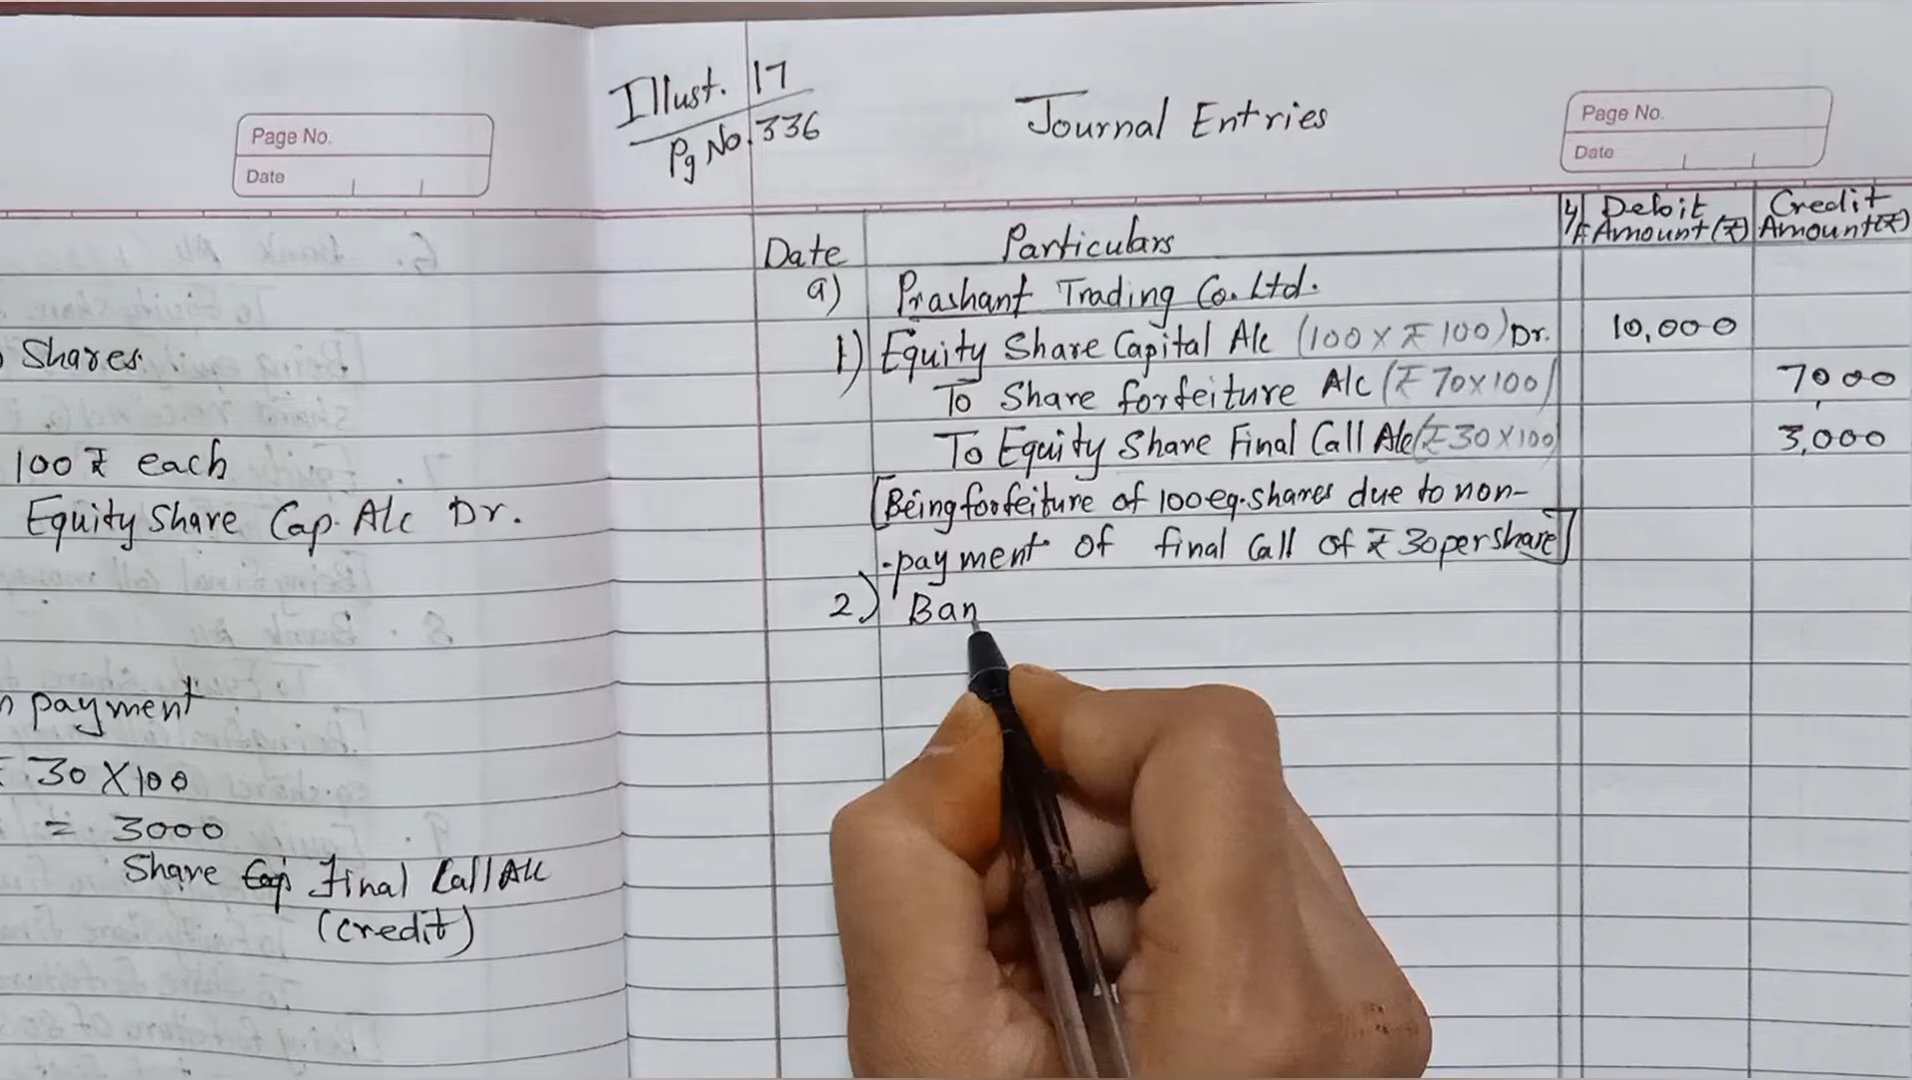 Page No.
Date
Shares.
100 ₹ each
Equity Share Cap. A/c Dr.
payment
30 X 100
= 3000
Share Cap Final Call A/c
(credit)
Illust. 17
Pg No. 336
Journal Entries
Page No.
Date
Date Particulars L/F Debit Amount (₹) Credit Amount (₹)
a) Prashant Trading Co. Ltd.
1) Equity Share Capital A/c (100 x ₹ 100) Dr. 10,000
To Share forfeiture A/c (₹ 70 x 100) 7,000
To Equity Share Final Call A/c (₹ 30 X 100) 3,000
[Being forfeiture of 100 eq. shares due to non-
-payment of final call of ₹ 30 per share]
2) Ban